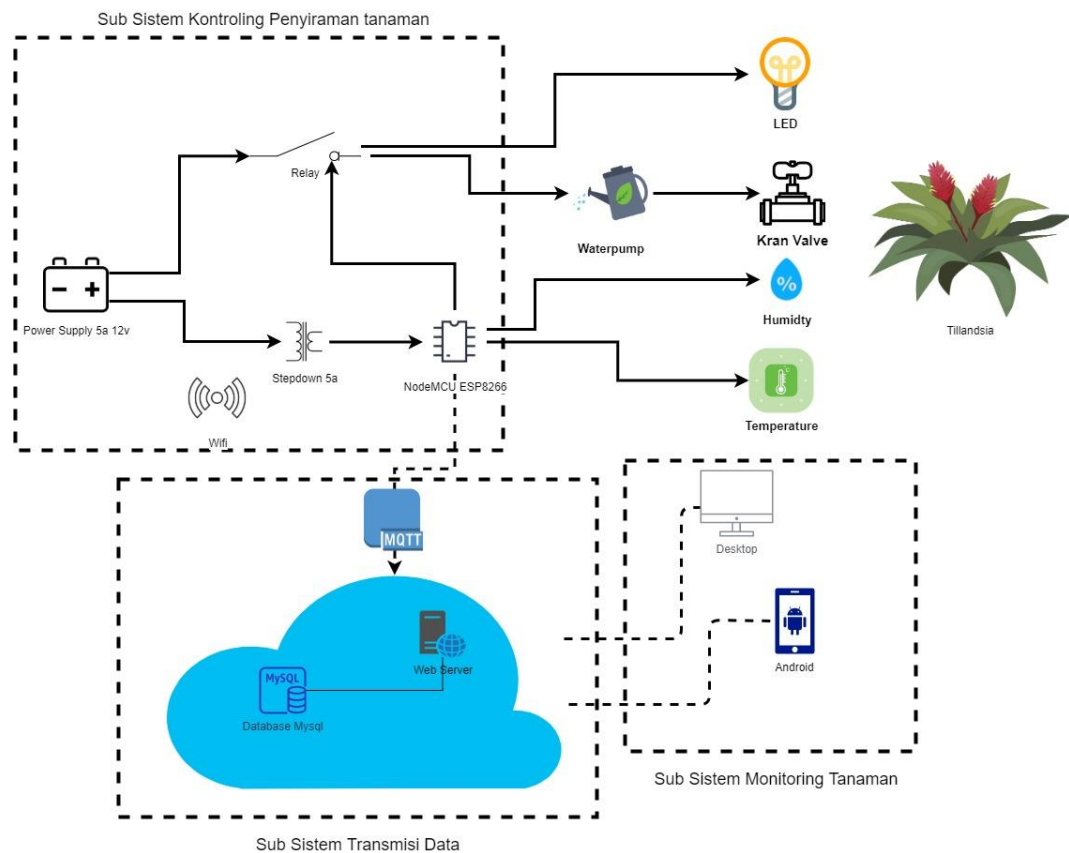 Sub Sistem Kontroling Penyiraman tanaman
LED
Relay
Waterpump
Kran Valve
Power Supply 5a 12v
Stepdown 5a
NodeMCU ESP8266
%
Humidty
Tillandsia
Wifi
C
Temperature
MQTT
Desktop
Web Server
MySQL
Database Mysql
Android
Sub Sistem Monitoring Tanaman
Sub Sistem Transmisi Data